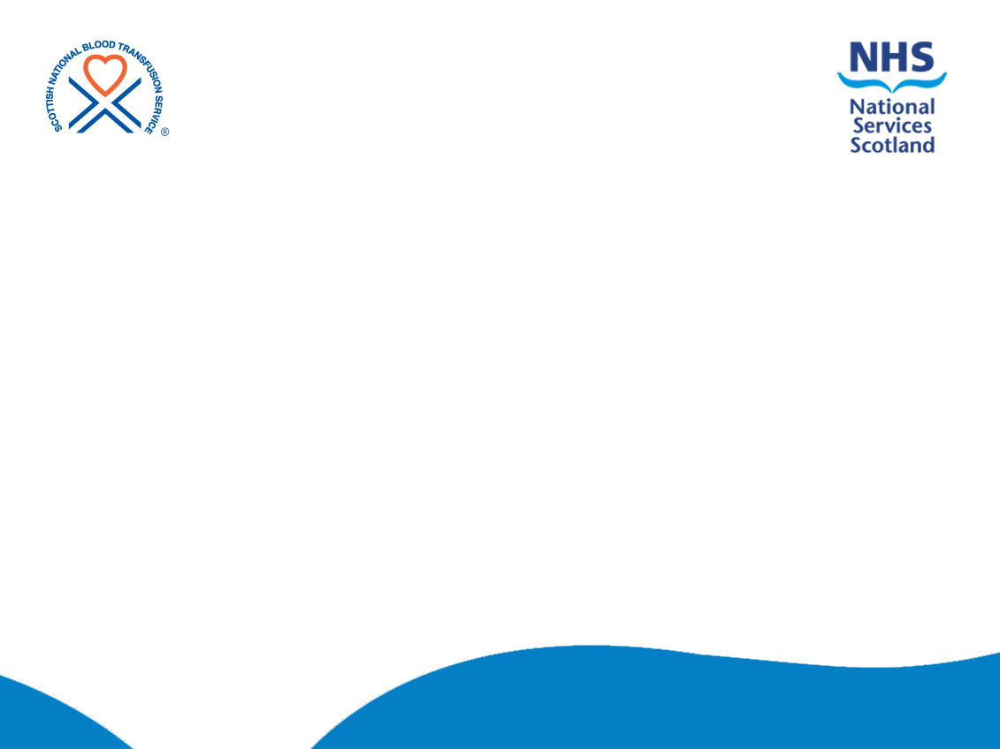 SCOTTISH NATIONAL BLOOD TRANSFUSION SERVICE
®
NHS
National
Services
Scotland